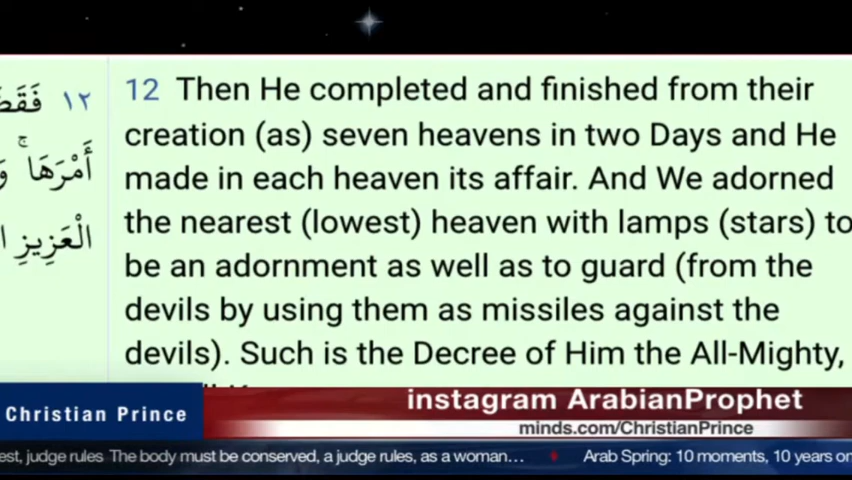 ١٢ فَقَضَ
أَمْرَهَا ۚ وَ
الْعَزِيزِ
12 Then He completed and finished from their
creation (as) seven heavens in two Days and He
made in each heaven its affair. And We adorned
the nearest (lowest) heaven with lamps (stars) to
be an adornment as well as to guard (from the
devils by using them as missiles against the
devils). Such is the Decree of Him the All-Mighty,
Christian Prince
instagram ArabianProphet
minds.com/ChristianPrince
est, judge rules The body must be conserved, a judge rules, as a woman... Arab Spring: 10 moments, 10 years on